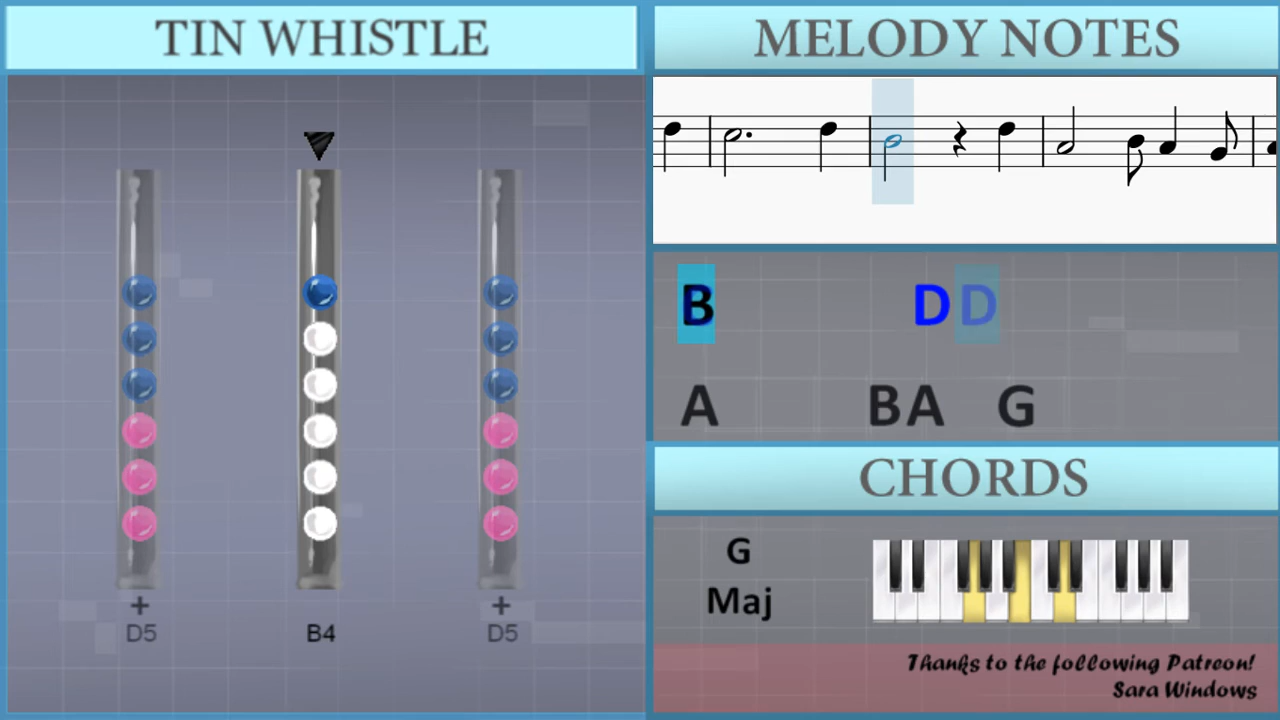 TIN WHISTLE
+ + 
D5 B4 D5
MELODY NOTES
B D D
A BA G
CHORDS
G
Maj
Thanks to the following Patreon!
Sara Windows